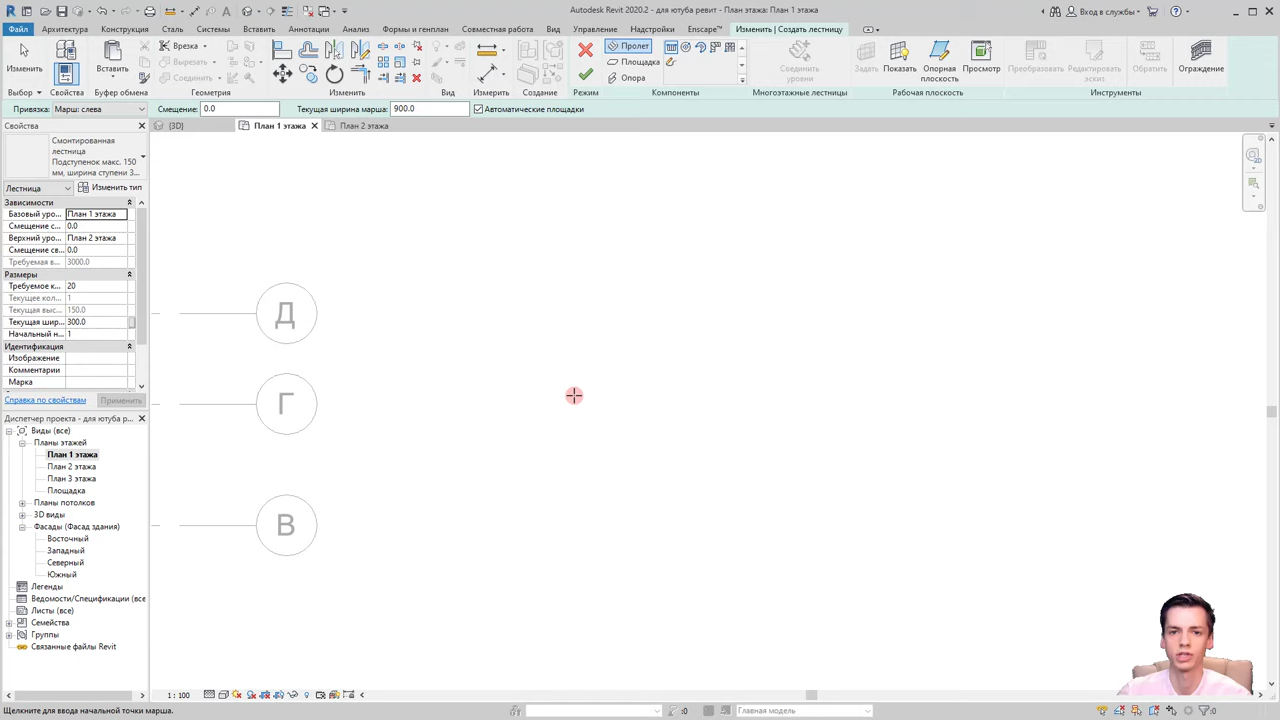 Autodesk Revit 2020.2 - для ютуба ревит - План этажа: План 1 этажа
Вход в службы
Файл Архитектура Конструкция Сталь Системы Вставить Аннотации Анализ Формы и генплан Совместная работа Вид Управление Надстройки Enscape™ Изменить | Создать лестницу
Изменить
Вставить
Врезка
Вырезать
Соединить
Измерить
Пролет
Площадка
Опора
Соединить уровни
Задать
Показать
Опорная плоскость
Просмотр
Преобразовать
Редактировать эскиз
Обратить
Ограждение
Выбор Свойства Буфер обмена Геометрия Изменить Вид Измерить Создание Режим Компоненты Многоэтажные лестницы Рабочая плоскость Инструменты
Привязка: Марш: слева Смещение: 0.0 Текущая ширина марша: 900.0 Автоматические площадки
Свойства
{3D} План 1 этажа План 2 этажа
Смонтированная
лестница
Подступенок макс. 150
мм, ширина ступени 3...
Лестница Изменить тип
Зависимости
Базовый уро... План 1 этажа
Смещение с... 0.0
Верхний уро... План 2 этажа
Смещение св... 0.0
Требуемая в... 3000.0
Размеры
Требуемое к... 20
Текущее кол... 1
Текущая выс... 150.0
Текущая шир... 300.0
Начальный н... 1
Идентификация
Изображение
Комментарии
Марка
Справка по свойствам Применить
Диспетчер проекта - для ютуба р...
Виды (все)
Планы этажей
План 1 этажа
План 2 этажа
План 3 этажа
Площадка
Планы потолков
3D виды
Фасады (Фасад здания)
Восточный
Западный
Северный
Южный
Легенды
Ведомости/Спецификации (все
Листы (все)
Семейства
Группы
Связанные файлы Revit
Д
Г
В
1 : 100
Щелкните для ввода начальной точки марша.
:0
Главная модель
:0